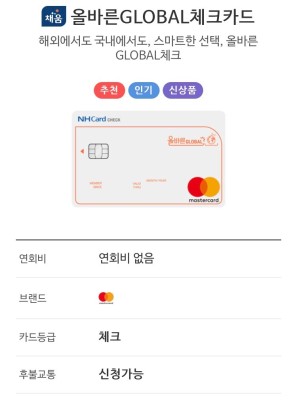 채움 올바른GLOBAL체크카드
해외에서도 국내에서도, 스마트한 선택, 올바른
GLOBAL체크
추천 인기 신상품
NHCard CHECK
올바른GLOBAL
mastercard
연회비 연회비 없음
브랜드
카드등급 체크
후불교통 신청가능